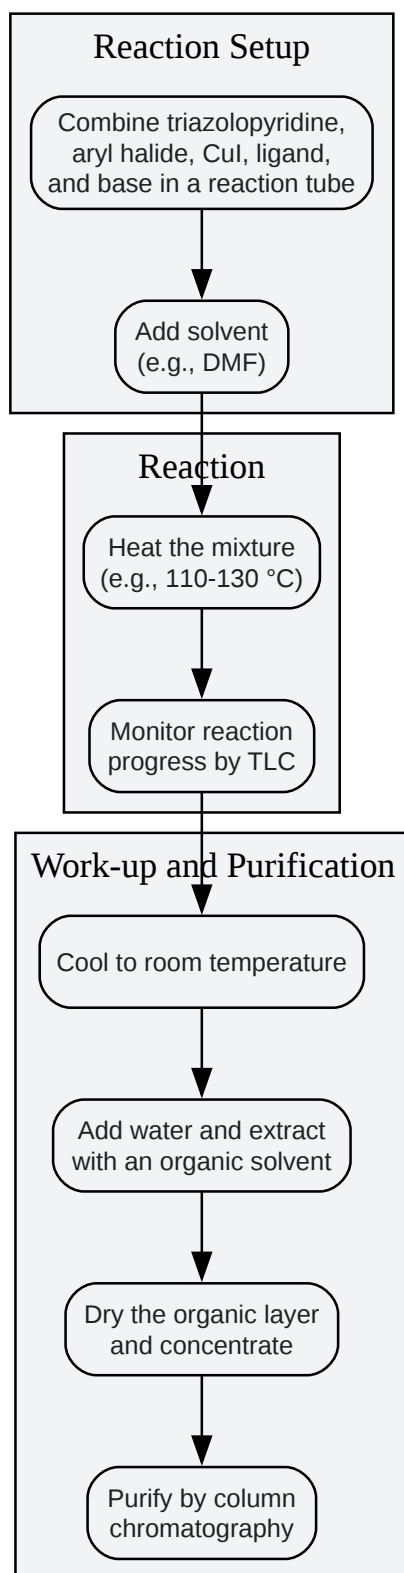 Reaction Setup
Combine triazolopyridine,
aryl halide, CuI, ligand,
and base in a reaction tube
Add solvent
(e.g., DMF)
Reaction
Heat the mixture
(e.g., 110-130 °C)
Monitor reaction
progress by TLC
Work-up and Purification
Cool to room temperature
Add water and extract
with an organic solvent
Dry the organic layer
and concentrate
Purify by column
chromatography